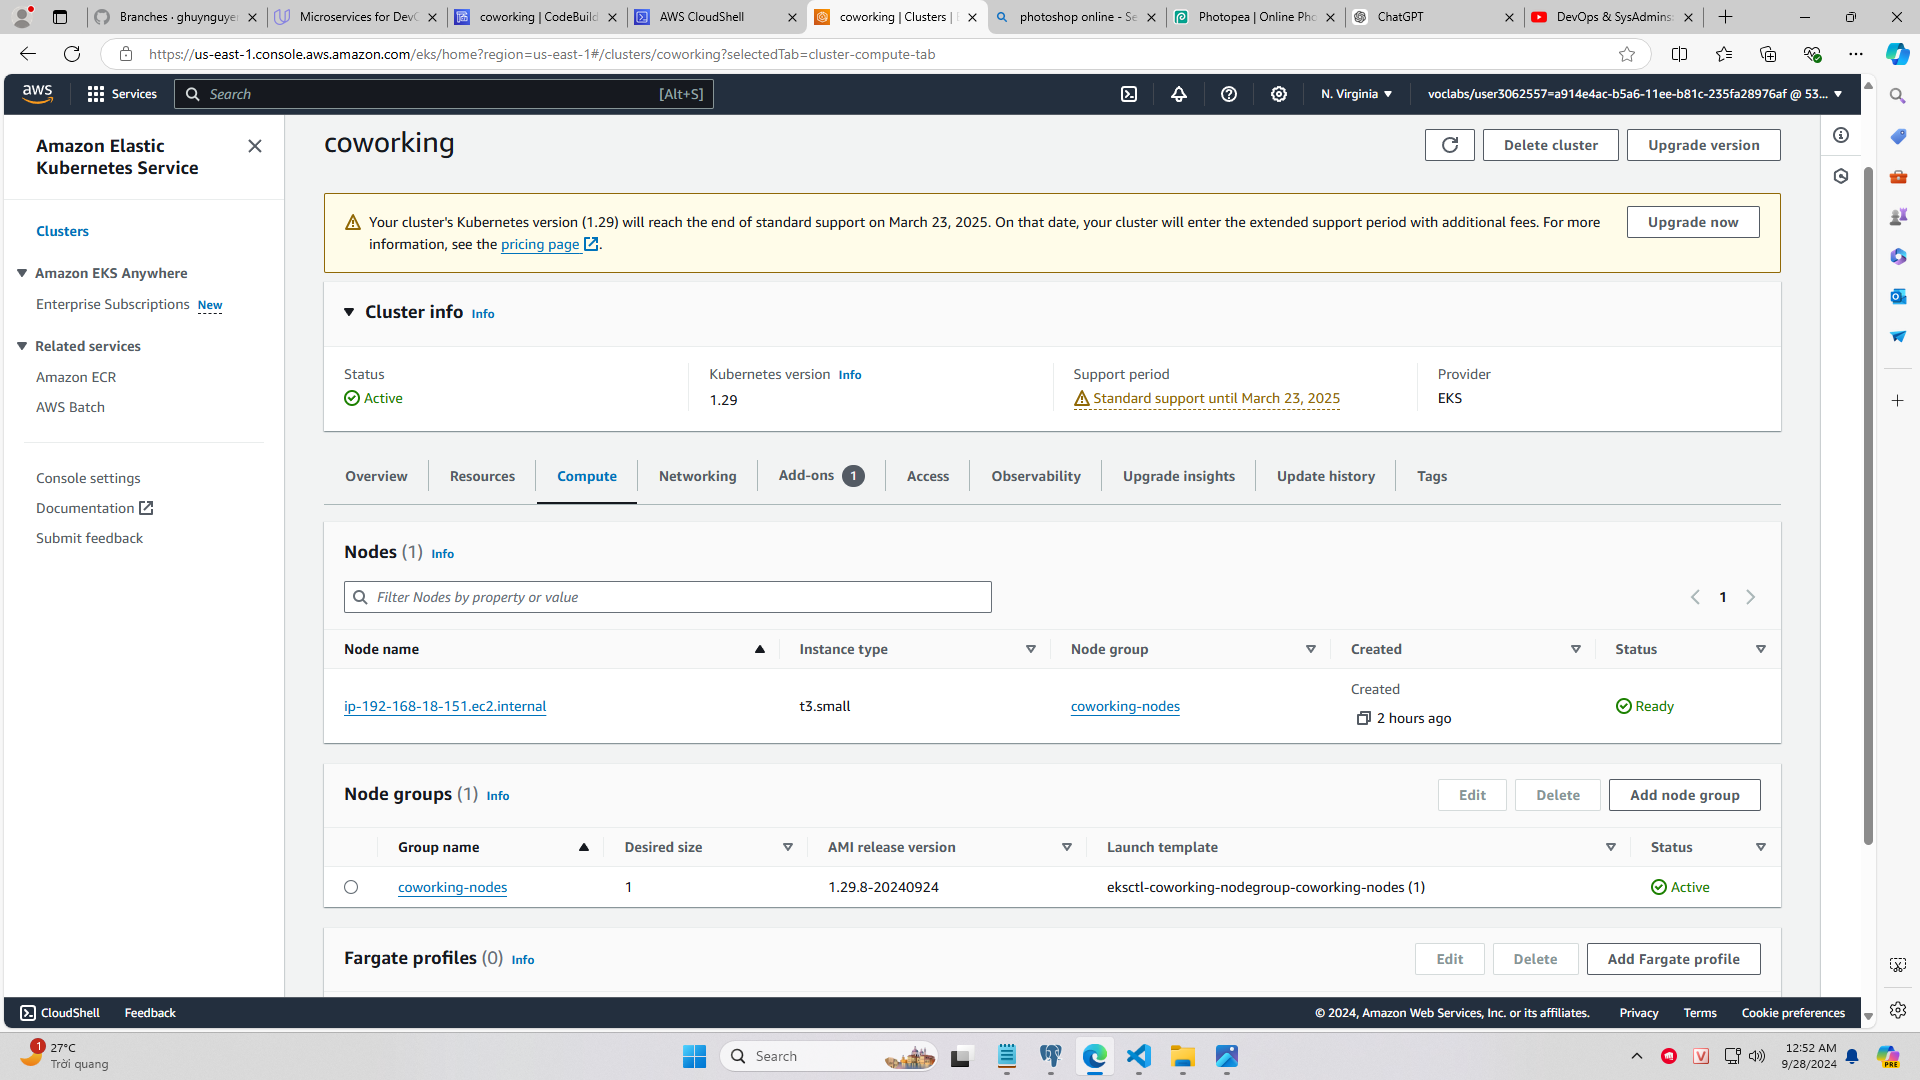 Branches · ghuynguyen
Microservices for DevO
coworking | CodeBuild
AWS CloudShell
coworking | Clusters |
photoshop online - Se
Photopea | Online Pho
ChatGPT
DevOps & SysAdmins:
https://us-east-1.console.aws.amazon.com/eks/home?region=us-east-1#/clusters/coworking?selectedTab=cluster-compute-tab
aws
Services
Search
[Alt+S]
N. Virginia
voclabs/user3062557=a914e4ac-b5a6-11ee-b81c-235fa28976af @ 53...
Amazon Elastic
Kubernetes Service
Clusters
Amazon EKS Anywhere
Enterprise Subscriptions New
Related services
Amazon ECR
AWS Batch
Console settings
Documentation
Submit feedback
coworking
Delete cluster
Upgrade version
Your cluster's Kubernetes version (1.29) will reach the end of standard support on March 23, 2025. On that date, your cluster will enter the extended support period with additional fees. For more
information, see the pricing page.
Upgrade now
Cluster info Info
Status
Active
Kubernetes version Info
1.29
Support period
Standard support until March 23, 2025
Provider
EKS
Overview
Resources
Compute
Networking
Add-ons 1
Access
Observability
Upgrade insights
Update history
Tags
Nodes (1) Info
Filter Nodes by property or value
1
Node name
Instance type
Node group
Created
Status
ip-192-168-18-151.ec2.internal
t3.small
coworking-nodes
Created
2 hours ago
Ready
Node groups (1) Info
Edit
Delete
Add node group
Group name
Desired size
AMI release version
Launch template
Status
coworking-nodes
1
1.29.8-20240924
eksctl-coworking-nodegroup-coworking-nodes (1)
Active
Fargate profiles (0) Info
Edit
Delete
Add Fargate profile
CloudShell
Feedback
© 2024, Amazon Web Services, Inc. or its affiliates.
Privacy
Terms
Cookie preferences
1
27°C
Trời quang
Search
V
12:52 AM
9/28/2024
PRE